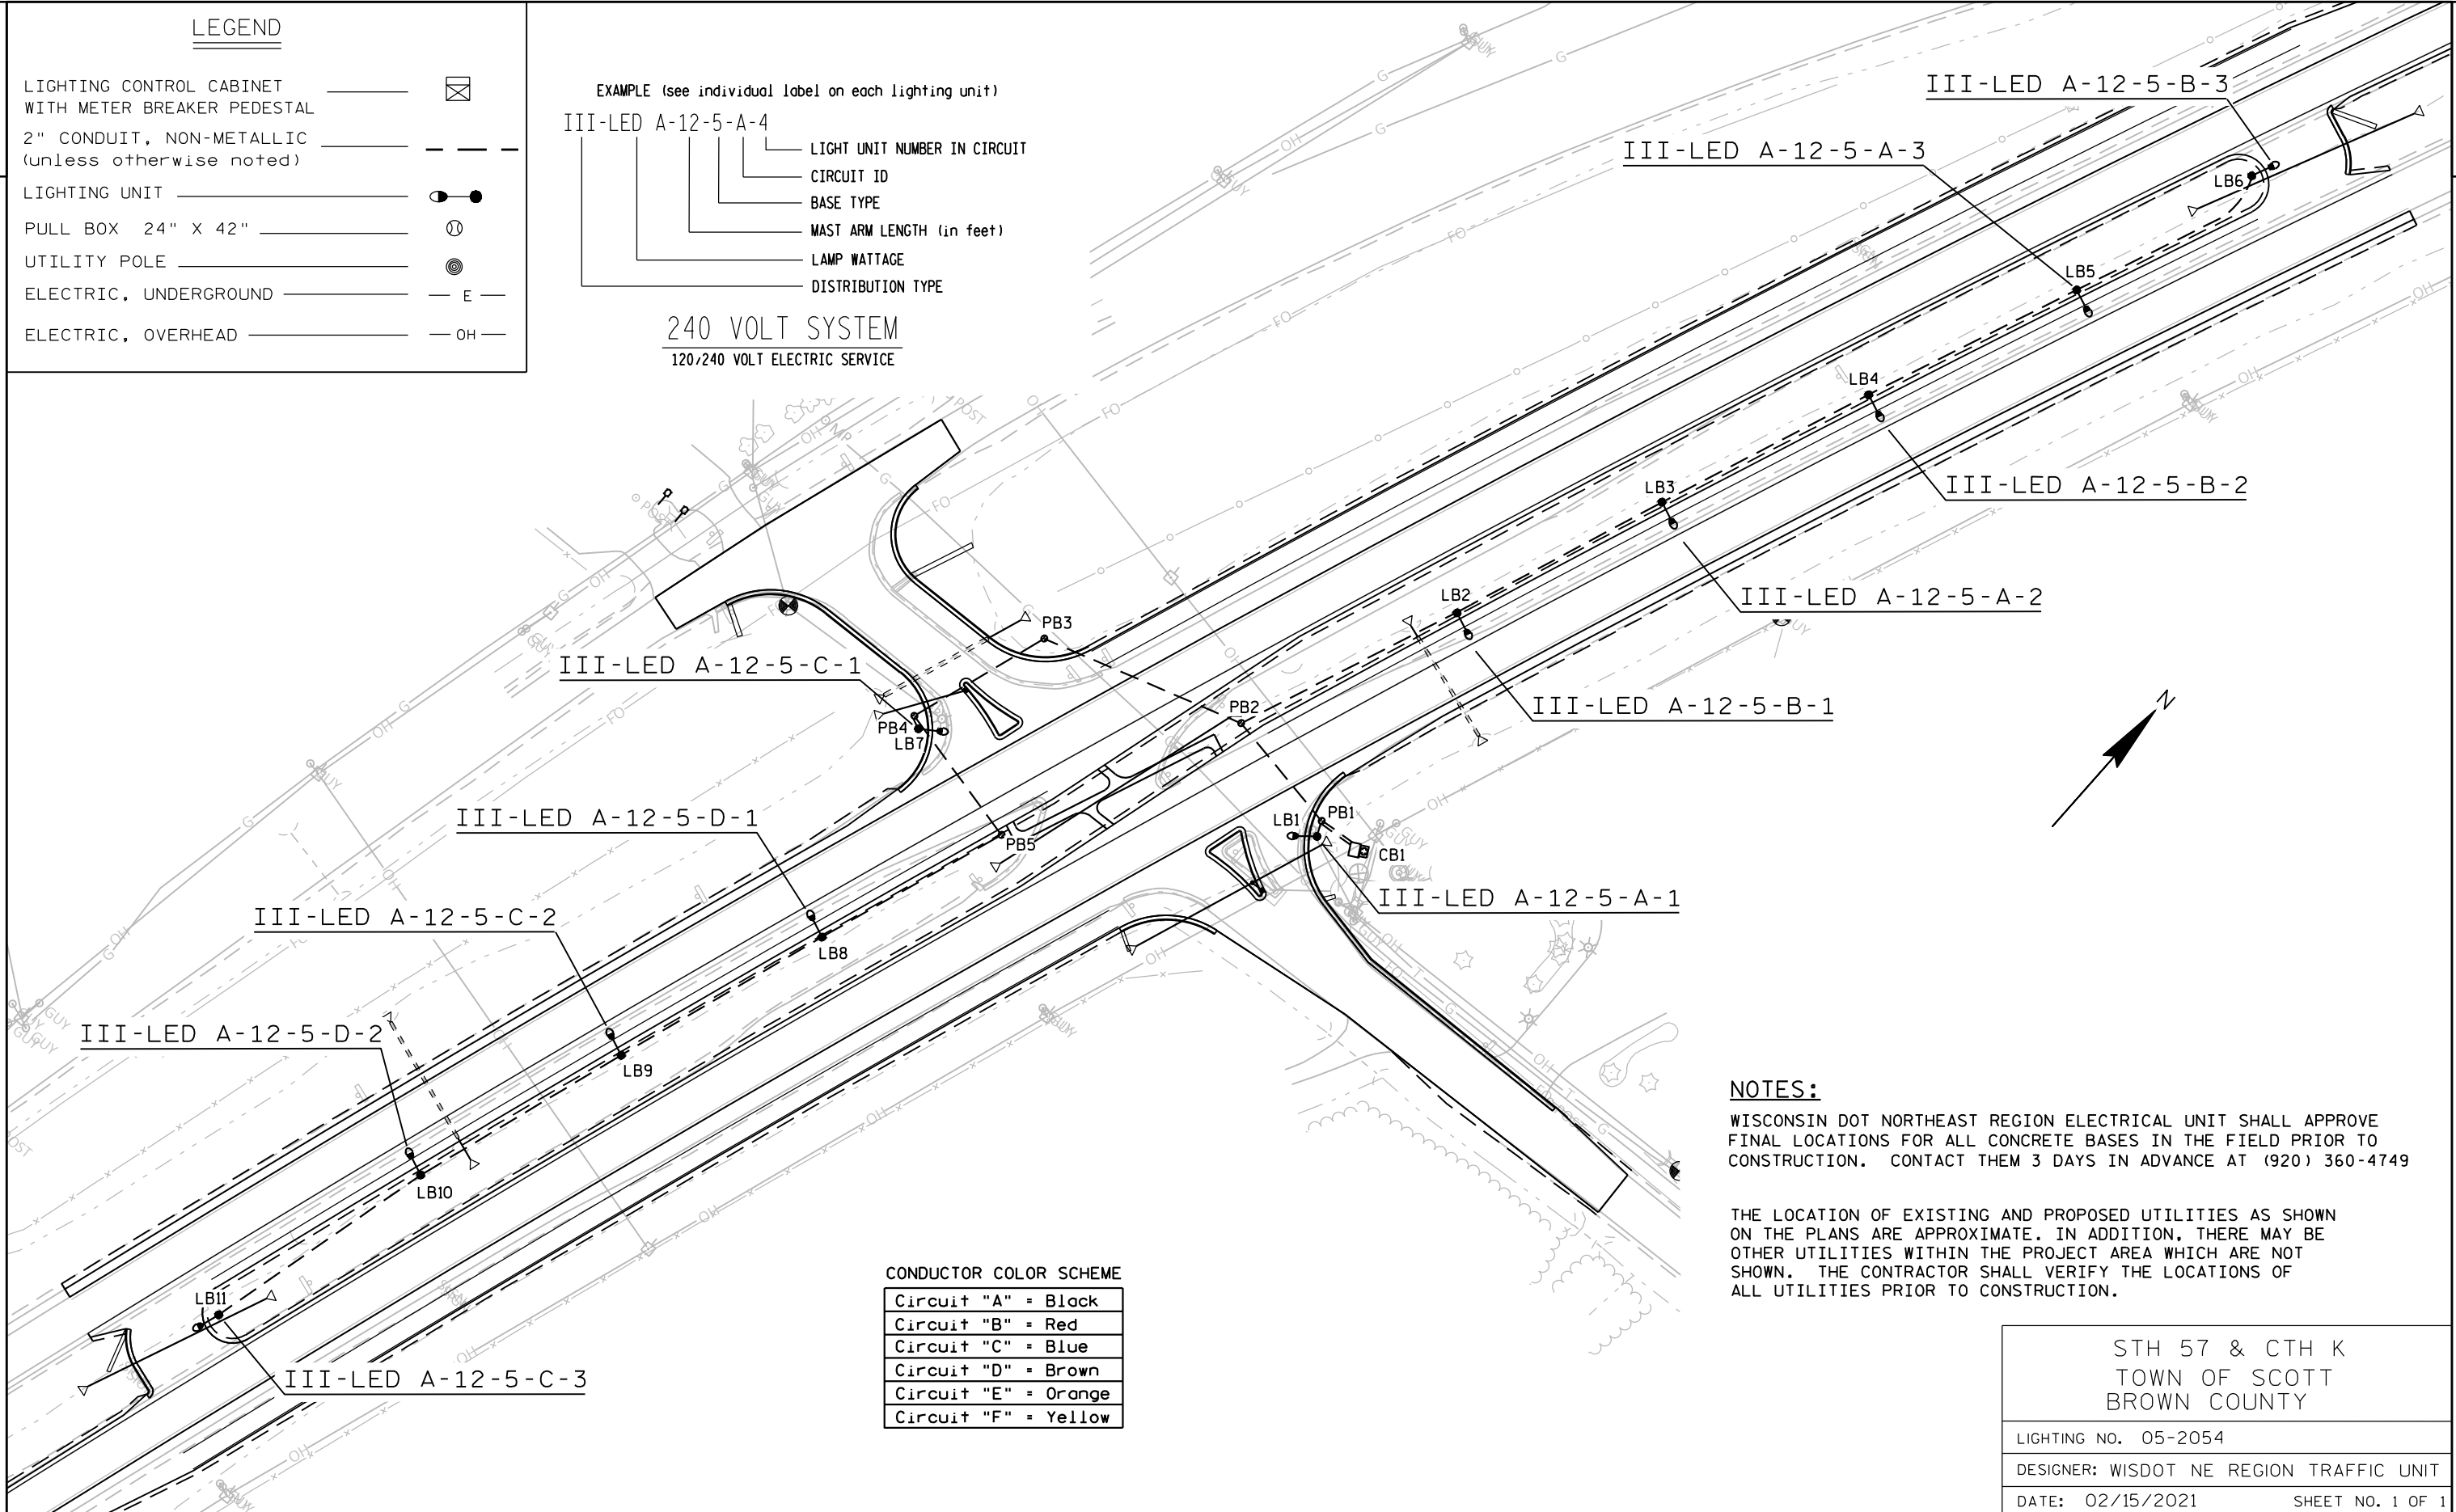 LEGEND
LIGHTING CONTROL CABINET
WITH METER BREAKER PEDESTAL
2" CONDUIT, NON-METALLIC
(unless otherwise noted)
LIGHTING UNIT
PULL BOX 24" X 42"
UTILITY POLE
ELECTRIC, UNDERGROUND
E
ELECTRIC, OVERHEAD
OH
EXAMPLE (see individual label on each lighting unit)
III-LED A-12-5-A-4
LIGHT UNIT NUMBER IN CIRCUIT
CIRCUIT ID
BASE TYPE
MAST ARM LENGTH (in feet)
LAMP WATTAGE
DISTRIBUTION TYPE
240 VOLT SYSTEM
120/240 VOLT ELECTRIC SERVICE
III-LED A-12-5-B-3
III-LED A-12-5-A-3
LB6
LB5
LB4
III-LED A-12-5-B-2
LB3
III-LED A-12-5-A-2
LB2
III-LED A-12-5-B-1
PB3
III-LED A-12-5-C-1
PB2
PB4
LB7
N
III-LED A-12-5-D-1
LB1
PB1
PB5
CB1
III-LED A-12-5-A-1
III-LED A-12-5-C-2
LB8
III-LED A-12-5-D-2
LB9
LB10
LB11
III-LED A-12-5-C-3
CONDUCTOR COLOR SCHEME
Circuit "A" = Black
Circuit "B" = Red
Circuit "C" = Blue
Circuit "D" = Brown
Circuit "E" = Orange
Circuit "F" = Yellow
NOTES:
WISCONSIN DOT NORTHEAST REGION ELECTRICAL UNIT SHALL APPROVE
FINAL LOCATIONS FOR ALL CONCRETE BASES IN THE FIELD PRIOR TO
CONSTRUCTION. CONTACT THEM 3 DAYS IN ADVANCE AT (920) 360-4749
THE LOCATION OF EXISTING AND PROPOSED UTILITIES AS SHOWN
ON THE PLANS ARE APPROXIMATE. IN ADDITION, THERE MAY BE
OTHER UTILITIES WITHIN THE PROJECT AREA WHICH ARE NOT
SHOWN. THE CONTRACTOR SHALL VERIFY THE LOCATIONS OF
ALL UTILITIES PRIOR TO CONSTRUCTION.
STH 57 & CTH K
TOWN OF SCOTT
BROWN COUNTY
LIGHTING NO. 05-2054
DESIGNER: WISDOT NE REGION TRAFFIC UNIT
DATE: 02/15/2021 SHEET NO. 1 OF 1